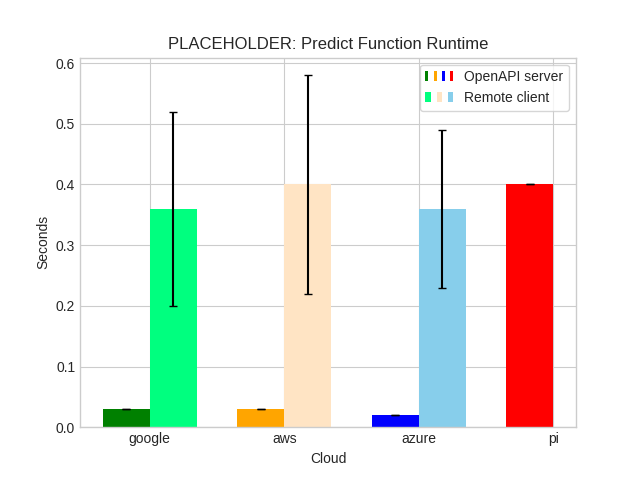 PLACEHOLDER: Predict Function Runtime
OpenAPI server
Remote client
0.6
0.5
0.4
0.3
0.2
0.1
0.0
Seconds
google aws azure pi
Cloud